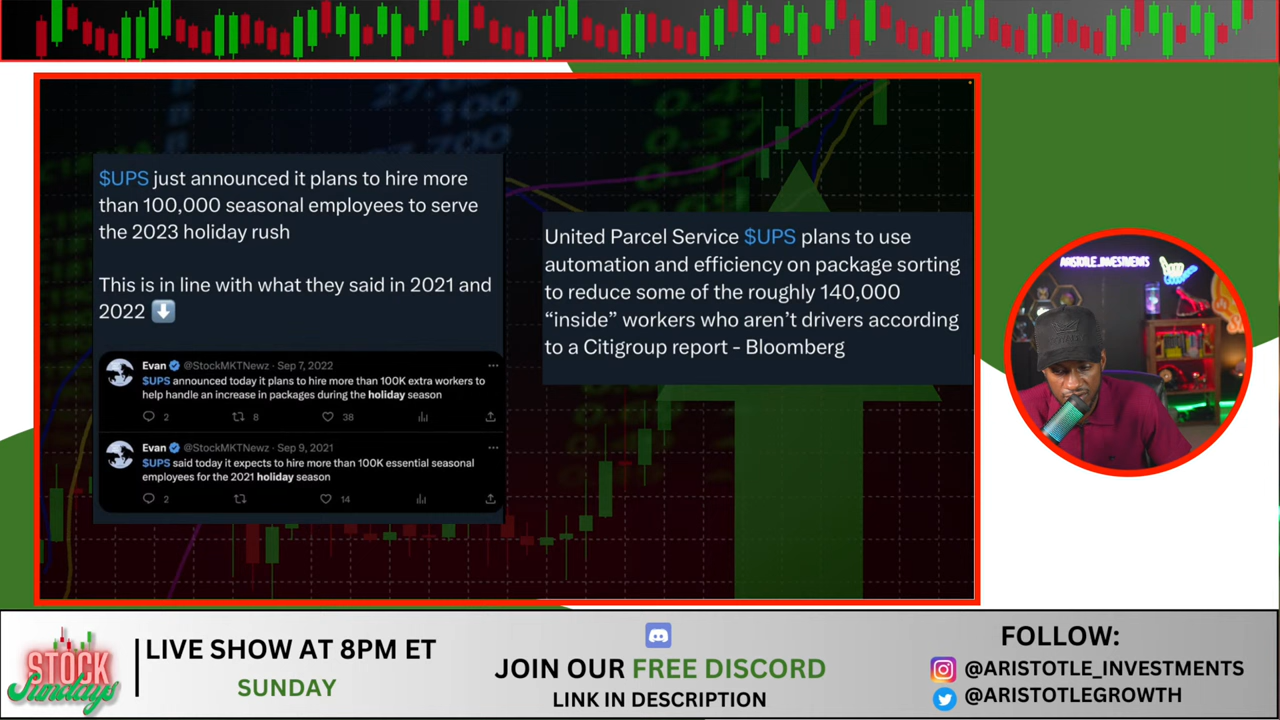 $UPS just announced it plans to hire more
than 100,000 seasonal employees to serve
the 2023 holiday rush
This is in line with what they said in 2021 and
2022 ⬇️
Evan @StockMKTNewz · Sep 7, 2022
$UPS announced today it plans to hire more than 100K extra workers to
help handle an increase in packages during the holiday season
2 8 38
Evan @StockMKTNewz · Sep 9, 2021
$UPS said today it expects to hire more than 100K essential seasonal
employees for the 2021 holiday season
2 14
United Parcel Service $UPS plans to use
automation and efficiency on package sorting
to reduce some of the roughly 140,000
“inside” workers who aren’t drivers according
to a Citigroup report - Bloomberg
100
0.37
ARISTOTLE_INVESTMENTS
STOCK
Sundays
LIVE SHOW AT 8PM ET
SUNDAY
JOIN OUR FREE DISCORD
LINK IN DESCRIPTION
FOLLOW:
@ARISTOTLE_INVESTMENTS
@ARISTOTLEGROWTH